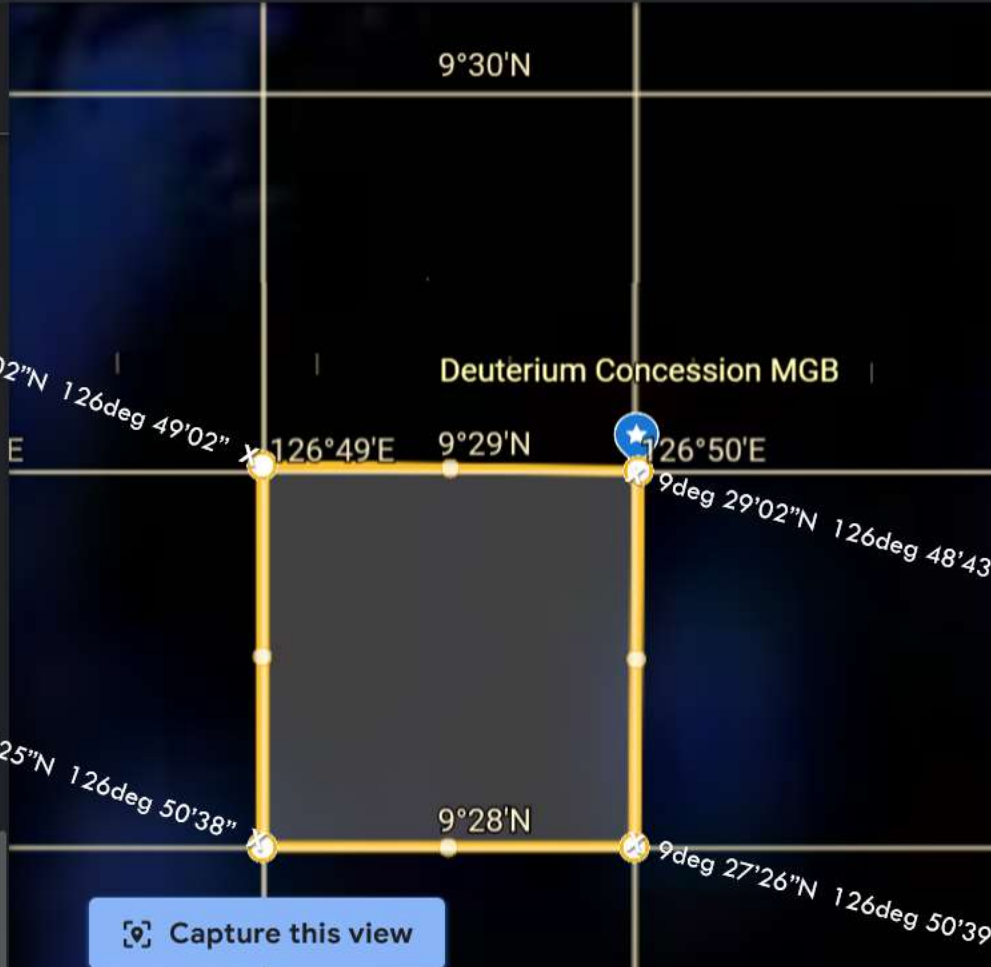 9°30'N
Deuterium Concession MGB
02”N 126deg 49’02”
E
126°49'E
9°29'N
126°50'E
9deg 29’02”N 126deg 48’43
25”N 126deg 50’38”
9°28'N
9deg 27’26”N 126deg 50’39
Capture this view